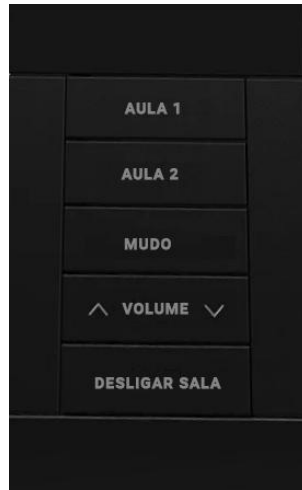 AULA 1
AULA 2
MUDO
VOLUME
DESLIGAR SALA